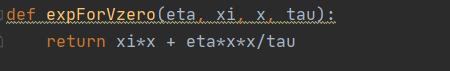 def expForVzero(eta, xi, x, tau):
    return xi*x + eta*x*x/tau